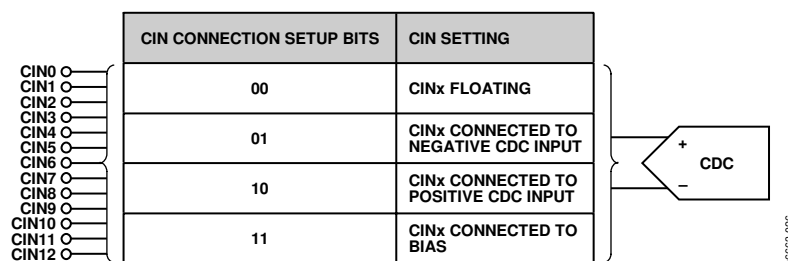 CIN CONNECTION SETUP BITS
CIN SETTING
CIN0
CIN1
CIN2
CIN3
CIN4
CIN5
CIN6
CIN7
CIN8
CIN9
CIN10
CIN11
CIN12
00
CINx FLOATING
01
CINx CONNECTED TO
NEGATIVE CDC INPUT
10
CINx CONNECTED TO
POSITIVE CDC INPUT
11
CINx CONNECTED TO
BIAS
+
–
CDC